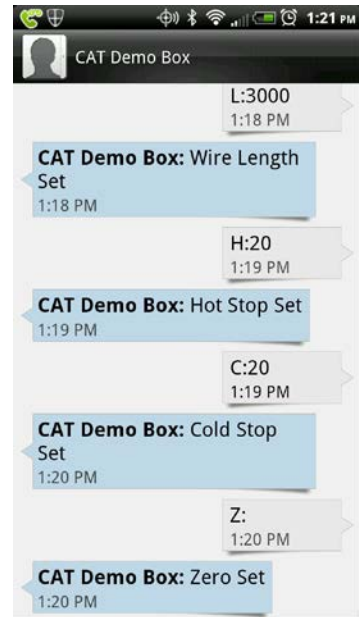 1:21 PM
CAT Demo Box
L:3000
1:18 PM
CAT Demo Box: Wire Length
Set
1:18 PM
H:20
1:19 PM
CAT Demo Box: Hot Stop Set
1:19 PM
C:20
1:19 PM
CAT Demo Box: Cold Stop
Set
1:20 PM
Z:
1:20 PM
CAT Demo Box: Zero Set
1:20 PM